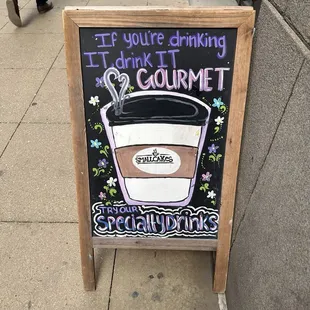 If you're drinking
IT, drink IT
GOURMET
SMALLCAKES
TRY OUR
Specialty Drinks